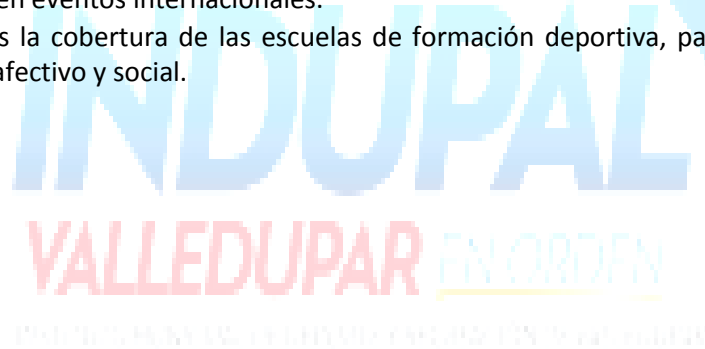 en eventos internacionales.
s la cobertura de las escuelas de formación deportiva, pa
afectivo y social.
INDUPAL
VALLEDUPAR EN ORDEN